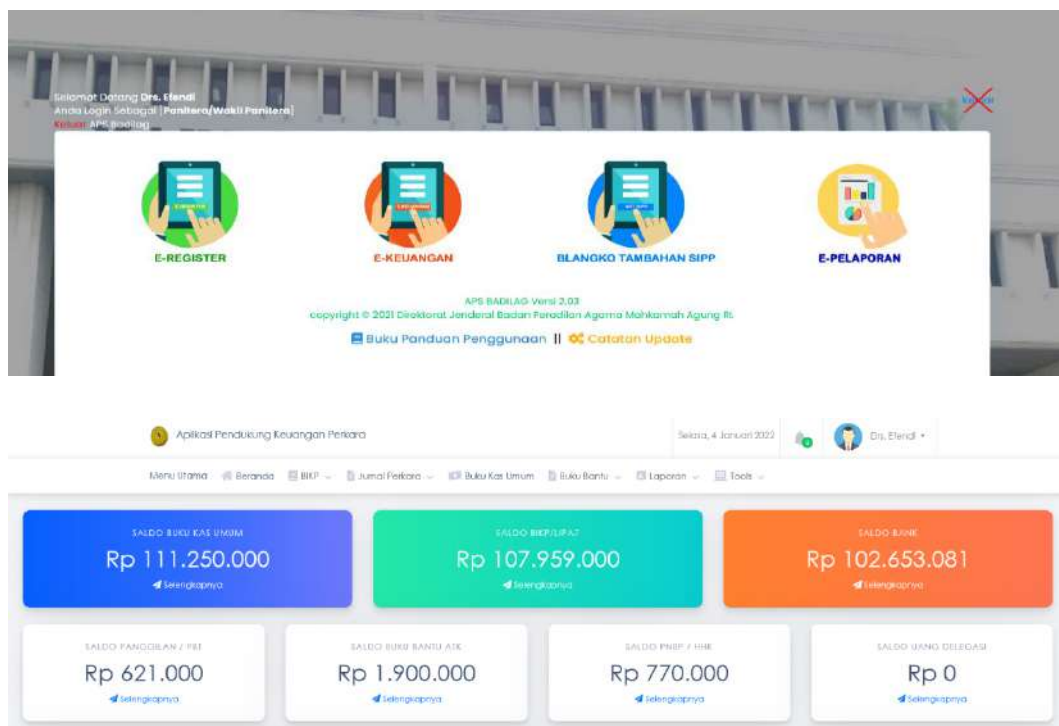 Selamat Datang Drs. Efendi
Anda Login Sebagai [Panitera/Wakil Panitera]
Keluar APS Badilag
E-REGISTER
E-KEUANGAN
BLANGKO TAMBAHAN SIPP
E-PELAPORAN
APS BADILAG Versi 2.03
copyright © 2021 Direktorat Jenderal Badan Peradilan Agama Mahkamah Agung RI.
Buku Panduan Penggunaan || Catatan Update
Aplikasi Pendukung Keuangan Perkara
Selasa, 4 Januari 2022
Drs. Efendi
Menu Utama Beranda BIKP Jurnal Perkara Buku Kas Umum Buku Bantu Laporan Tools
SALDO BUKU KAS UMUM
SALDO BIKP/LIPA7
SALDO BANK
Rp 111.250.000
Rp 107.959.000
Rp 102.653.081
Selengkapnya
Selengkapnya
Selengkapnya
SALDO PANGGILAN / PBT
SALDO BUKU BANTU ATK
SALDO PNBP / HHK
SALDO UANG DELEGASI
Rp 621.000
Rp 1.900.000
Rp 770.000
Rp 0
Selengkapnya
Selengkapnya
Selengkapnya
Selengkapnya